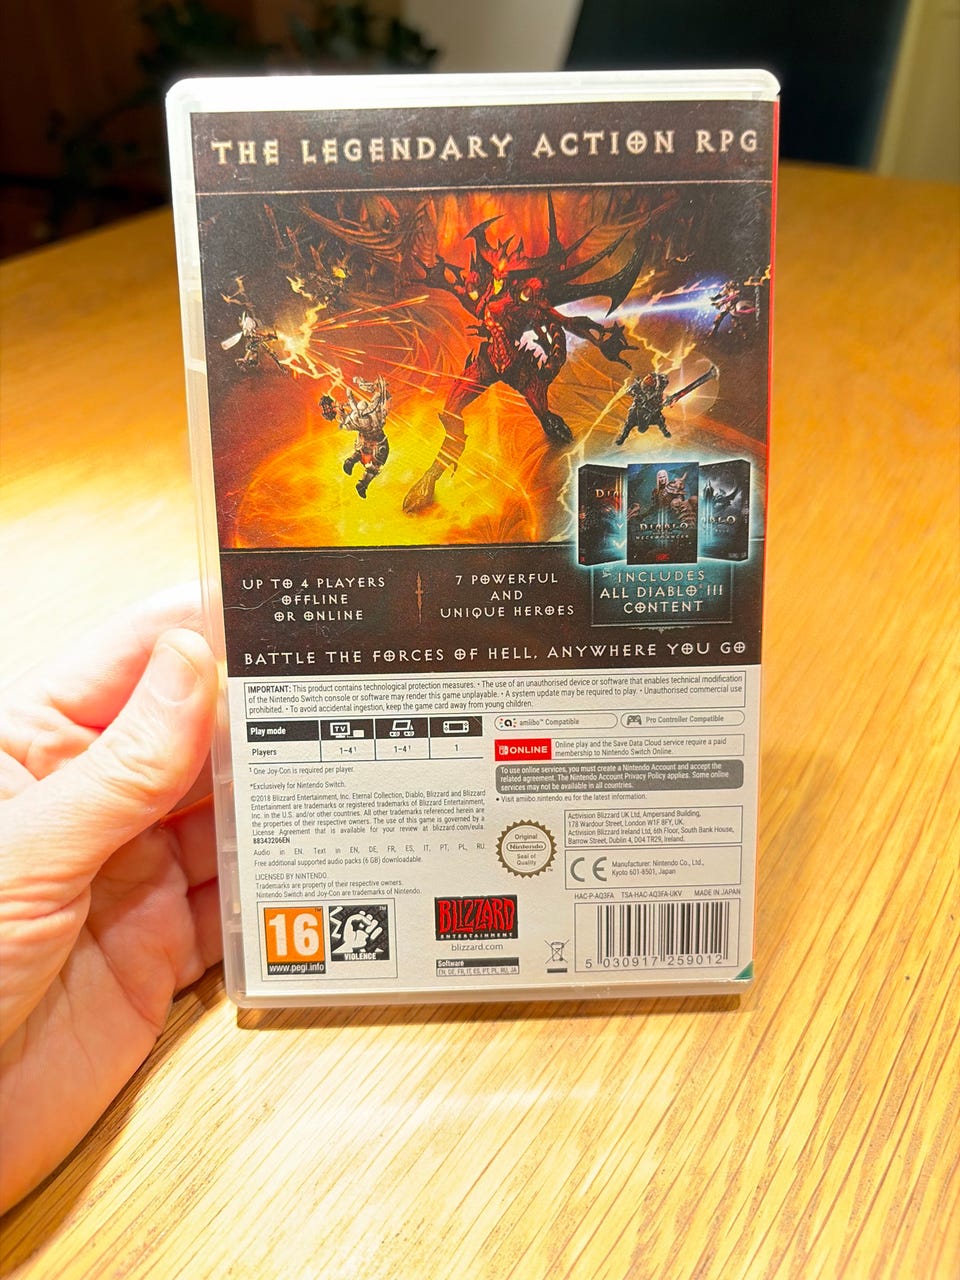 THE LEGENDARY ACTION RPG
DIABLO
NECROMANCER
UP TO 4 PLAYERS
OFFLINE
OR ONLINE
7 POWERFUL
AND
UNIQUE HEROES
INCLUDES
ALL DIABLO III
CONTENT
BATTLE THE FORCES OF HELL, ANYWHERE YOU GO
IMPORTANT: This product contains technological protection measures. • The use of an unauthorised device or software that enables technical modification
of the Nintendo Switch console or software may render this game unplayable. • A system update may be required to play. • Unauthorised commercial use
prohibited. • To avoid accidental ingestion, keep the game card away from young children.
Play mode
TV
Players
1-4¹
1-4¹
1
¹ One Joy-Con is required per player.
*Exclusively for Nintendo Switch.
©2018 Blizzard Entertainment, Inc. Eternal Collection, Diablo, Blizzard and Blizzard
Entertainment are trademarks or registered trademarks of Blizzard Entertainment,
Inc. in the U.S. and/or other countries. All other trademarks referenced herein are
the properties of their respective owners. The use of this game is governed by a
License Agreement that is available for your review at blizzard.com/eula.
88343206EN
Audio in EN. Text in EN, DE, FR, ES, IT, PT, PL, RU.
Free additional supported audio packs (6 GB) downloadable.
LICENSED BY NINTENDO.
Trademarks are property of their respective owners.
Nintendo Switch and Joy-Con are trademarks of Nintendo.
amiibo™ Compatible
Pro Controller Compatible
ONLINE
Online play and the Save Data Cloud service require a paid
membership to Nintendo Switch Online.
To use online services, you must create a Nintendo Account and accept the
related agreement. The Nintendo Account Privacy Policy applies. Some online
services may not be available in all countries.
• Visit amiibo.nintendo.eu for the latest information.
Original
Nintendo
Seal of
Quality
TM
Activision Blizzard UK Ltd, Ampersand Building,
178 Wardour Street, London W1F 8FY, UK.
Activision Blizzard Ireland Ltd, 6th Floor, South Bank House,
Barrow Street, Dublin 4, D04 TR29, Ireland.
CE
Manufacturer: Nintendo Co., Ltd.,
Kyoto 601-8501, Japan
HAC-P-AQ3FA TSA-HAC-AQ3FA-UKV MADE IN JAPAN
16
www.pegi.info
VIOLENCE
BLIZZARD
ENTERTAINMENT
blizzard.com
Software
EN, DE, FR, IT, ES, PT, PL, RU, JA
5 030917 259012